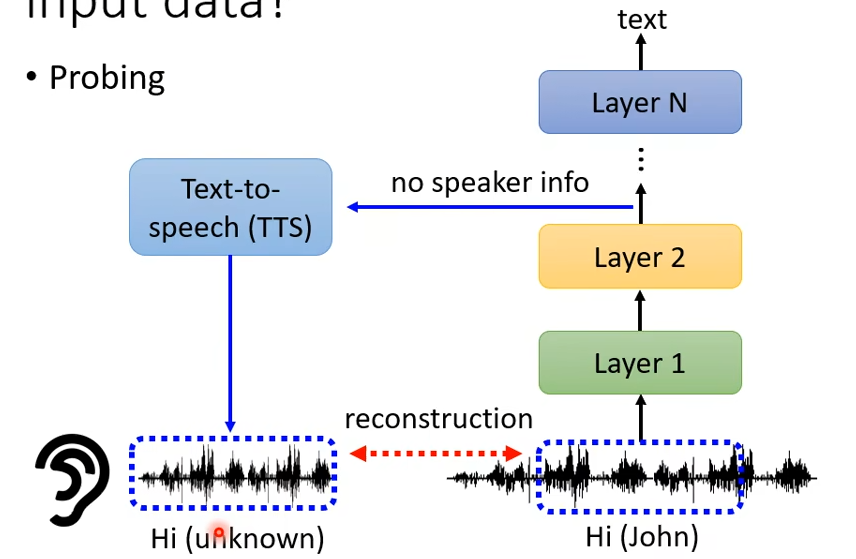 input data?
• Probing
text
Layer N
⋮
no speaker info
Text-to-
speech (TTS)
Layer 2
Layer 1
reconstruction
Hi (unknown)
Hi (John)